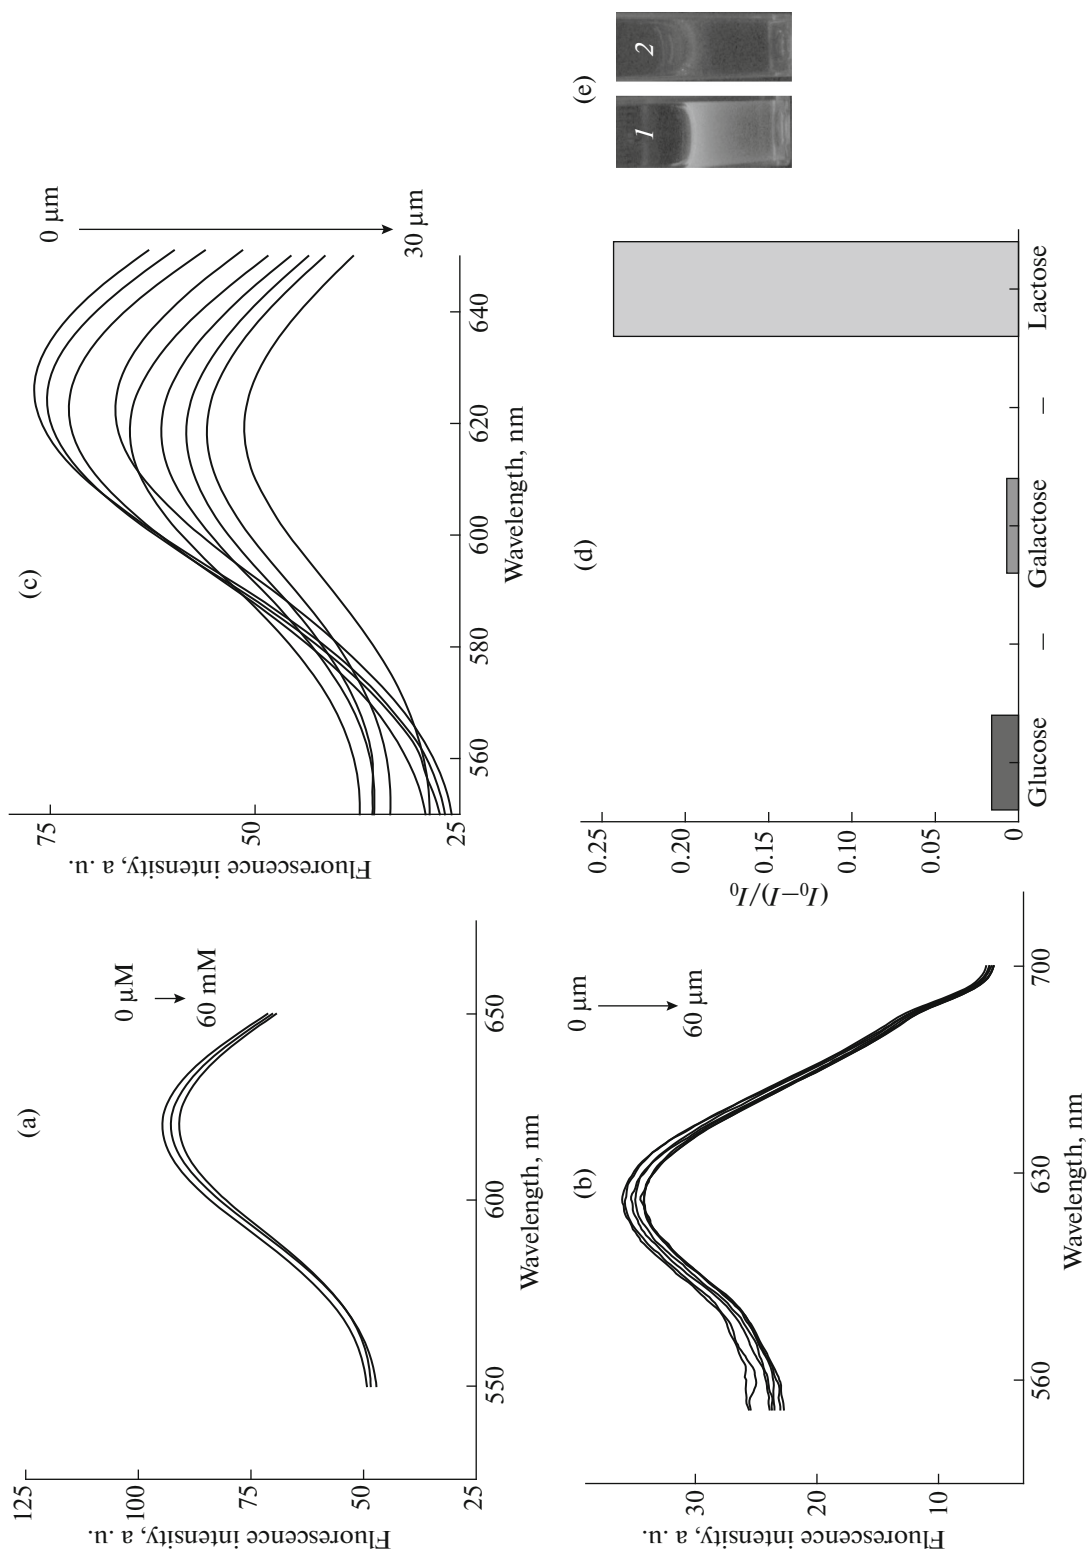 (a)
125
100
75
50
25
Fluorescence intensity, a .u.
550
600
650
Wavelength, nm
0 μM
60 mM
(b)
30
20
10
Fluorescence intensity, a .u.
560
630
700
Wavelength, nm
0 μm
60 μm
(c)
75
50
25
Fluorescence intensity, a .u.
560
580
600
620
640
Wavelength, nm
0 μm
30 μm
(d)
0.25
0.20
0.15
0.10
0.05
0
(I₀–I)/I₀
Glucose – Galactose – Lactose
(e)
1
2